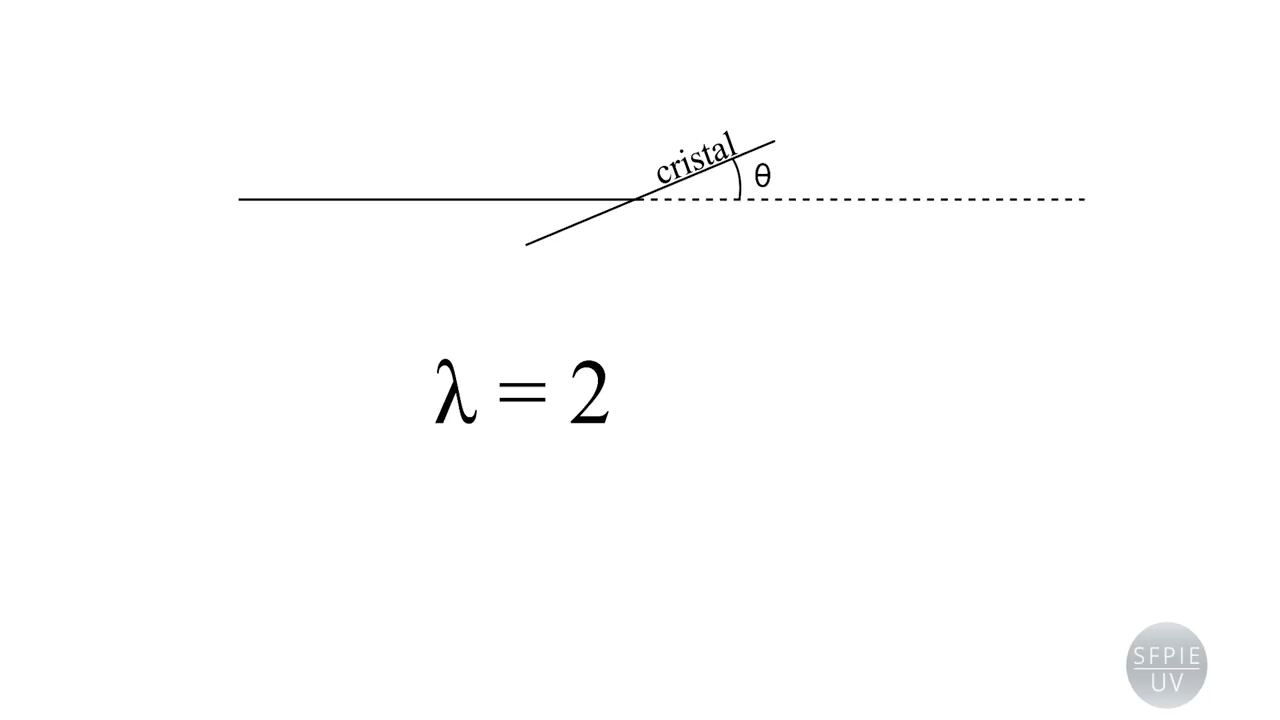 cristal
θ
λ = 2
SFPIE
UV